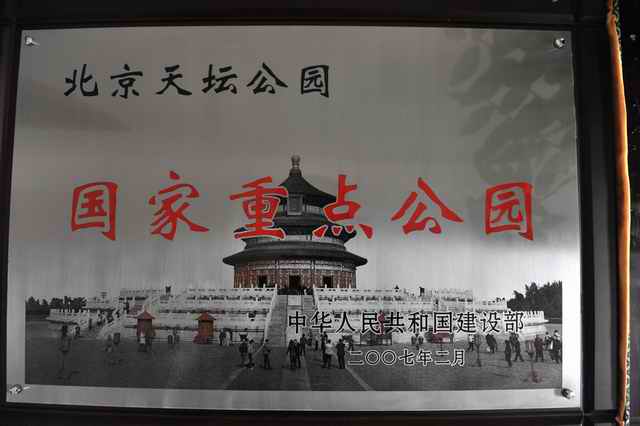 北京天坛公园
国家重点公园
中华人民共和国建设部
二〇〇七年二月